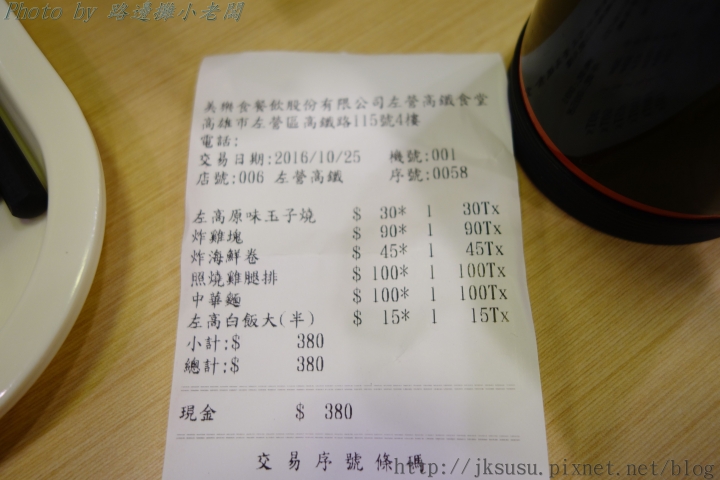 Photo by 路邊攤小老闆
美樂食餐飲股份有限公司左營高鐵食堂
高雄市左營區高鐵路115號4樓
電話:
交易日期:2016/10/25 機號:001
店號:006 左營高鐵 序號:0058
左高原味玉子燒 $ 30* 1 30Tx
炸雞塊 $ 90* 1 90Tx
炸海鮮卷 $ 45* 1 45Tx
照燒雞腿排 $ 100* 1 100Tx
中華麵 $ 100* 1 100Tx
左高白飯大(半) $ 15* 1 15Tx
小計:$ 380
總計:$ 380
現金 $ 380
交易序號條碼
http://jksusu.pixnet.net/blog